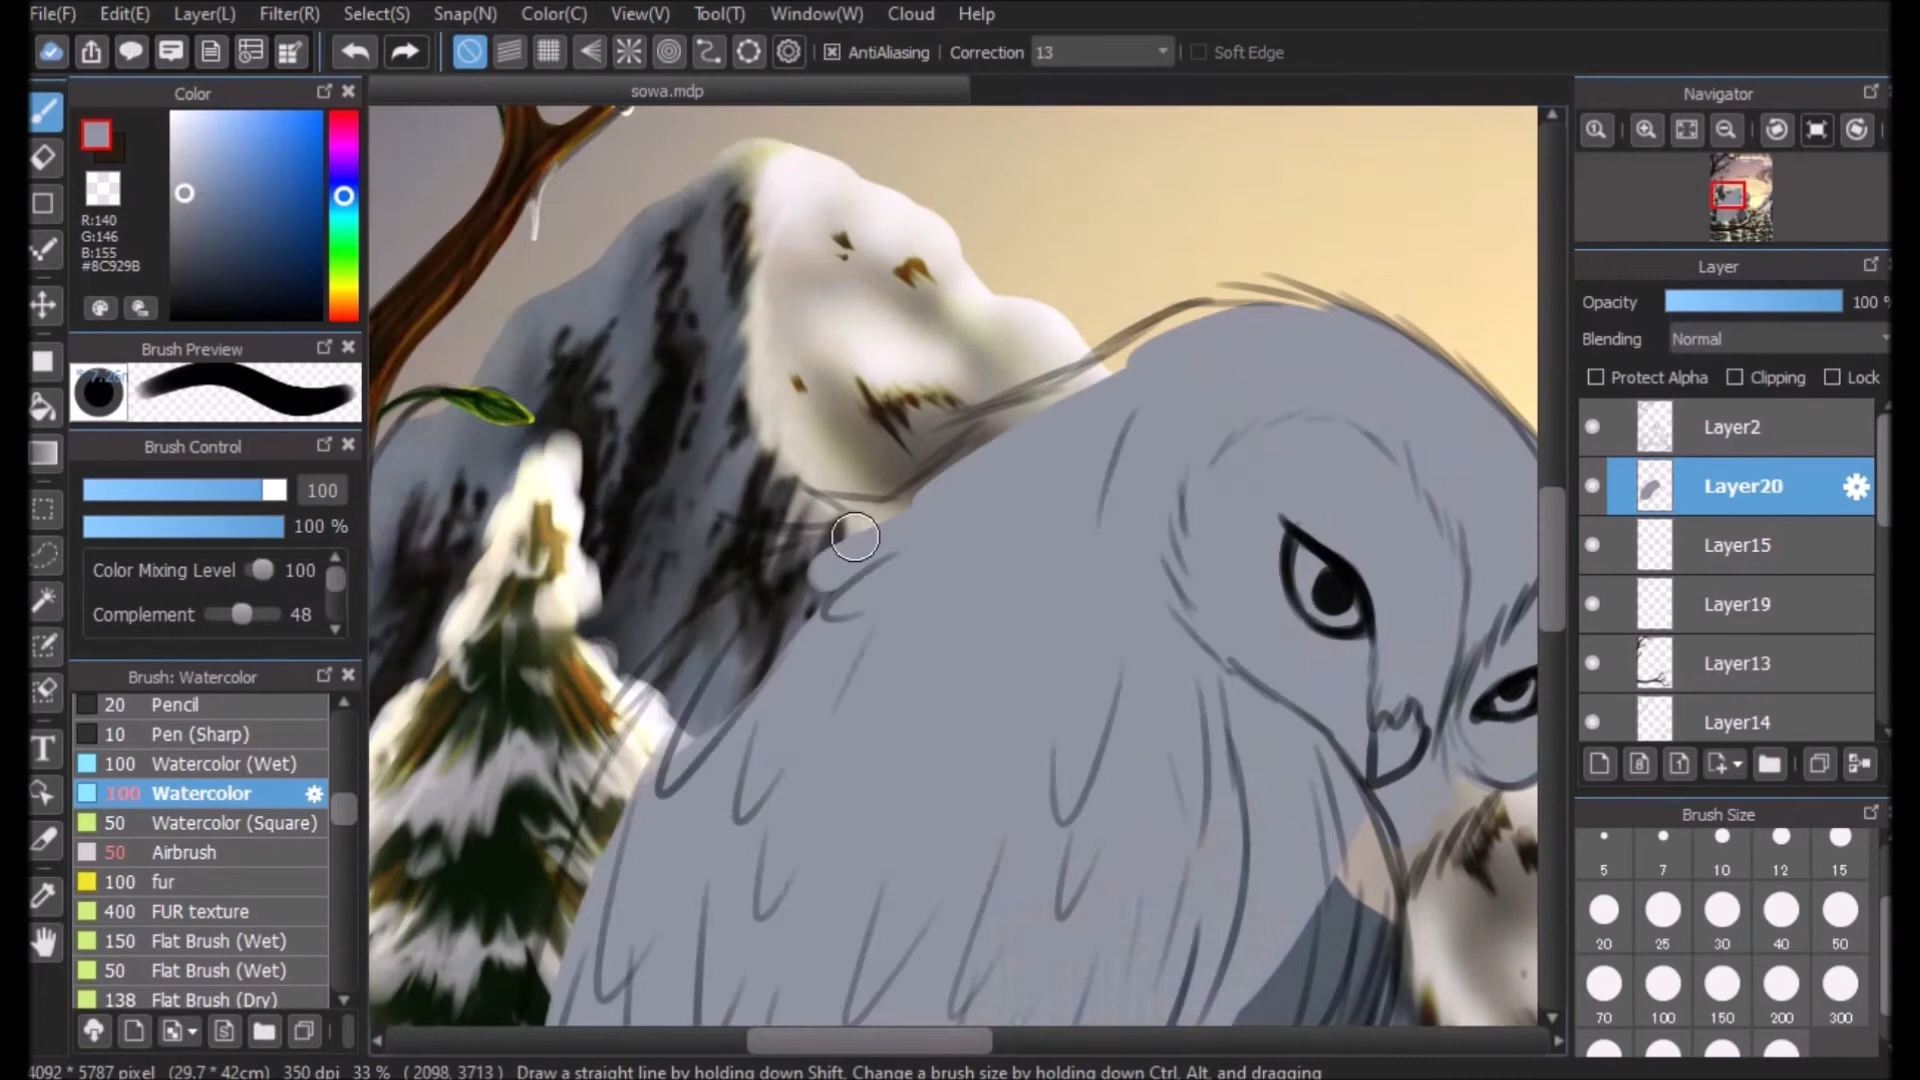 File(F) Edit(E) Layer(L) Filter(R) Select(S) Snap(N) Color(C) View(V) Tool(T) Window(W) Cloud Help
AntiAliasing Correction 13 Soft Edge
sowa.mdp
Color
R:140
G:146
B:155
#8C929B
Brush Preview
Brush Control
100
100 %
Color Mixing Level 100
Complement 48
Brush: Watercolor
20 Pencil
10 Pen (Sharp)
100 Watercolor (Wet)
100 Watercolor
50 Watercolor (Square)
50 Airbrush
100 fur
400 FUR texture
150 Flat Brush (Wet)
50 Flat Brush (Wet)
138 Flat Brush (Dry)
Navigator
Layer
Opacity 100 %
Blending Normal
Protect Alpha Clipping Lock
Layer2
Layer20
Layer15
Layer19
Layer13
Layer14
Brush Size
5 7 10 12 15
20 25 30 40 50
70 100 150 200 300
4092 * 5787 pixel (29.7 * 42cm) 350 dpi 33 % ( 2098, 3713 ) Draw a straight line by holding down Shift, Change a brush size by holding down Ctrl, Alt, and dragging